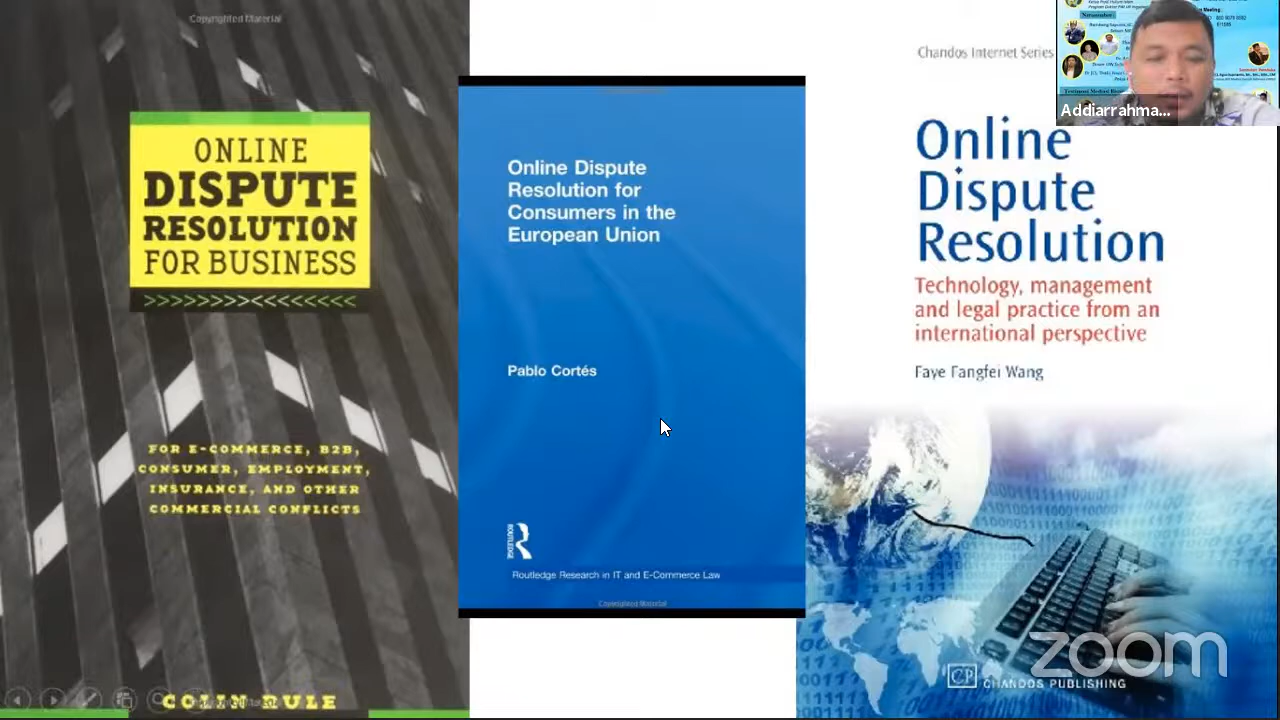 Copyrighted Material
ONLINE
DISPUTE
RESOLUTION
FOR BUSINESS
FOR E-COMMERCE, B2B,
CONSUMER, EMPLOYMENT,
INSURANCE, AND OTHER
COMMERCIAL CONFLICTS
COLIN RULE
Online Dispute
Resolution for
Consumers in the
European Union
Pablo Cortés
ROUTLEDGE
Routledge Research in IT and E-Commerce Law
Copyrighted Material
Chandos Internet Series
Online
Dispute
Resolution
Technology, management
and legal practice from an
international perspective
Faye Fangfei Wang
CP
CHANDOS PUBLISHING
zoom
Narasumber:
Addiarrahma...